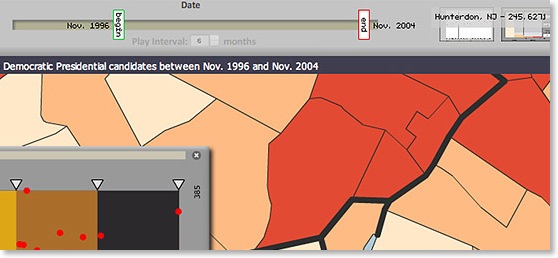 Date
Nov. 1996 begin end Nov. 2004
Hunterdon, NJ - 245,627
Play Interval: 6 months
Democratic Presidential candidates between Nov. 1996 and Nov. 2004
385